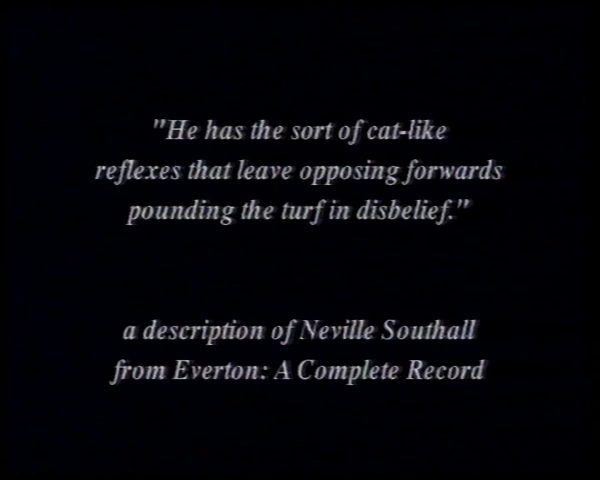 "He has the sort of cat-like
reflexes that leave opposing forwards
pounding the turf in disbelief."
a description of Neville Southall
from Everton: A Complete Record